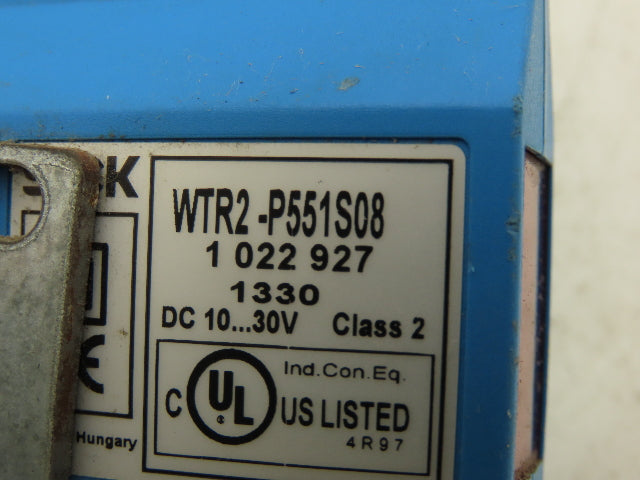 WTR2 -P551S08
1 022 927
1330
DC 10...30V Class 2
Ind.Con.Eq.
C UL US LISTED
4R97
CE
Hungary